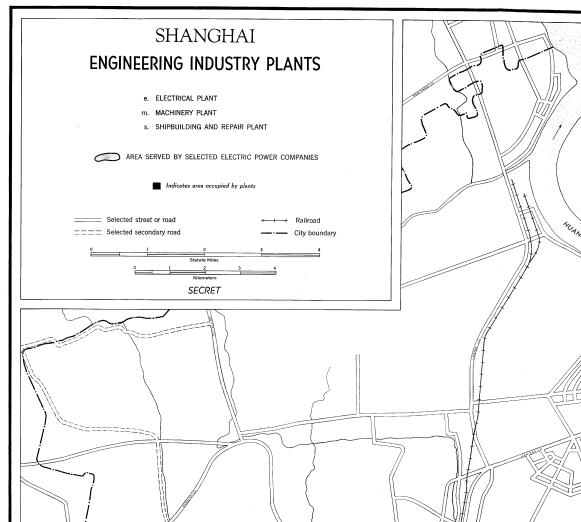 SHANGHAI
ENGINEERING INDUSTRY PLANTS
e. ELECTRICAL PLANT
m. MACHINERY PLANT
s. SHIPBUILDING AND REPAIR PLANT
AREA SERVED BY SELECTED ELECTRIC POWER COMPANIES
Indicates area occupied by plants
Selected street or road
Railroad
Selected secondary road
City boundary
0 1 2 3 4
Statute Miles
0 1 2 3 4
Kilometers
SECRET
HUANG